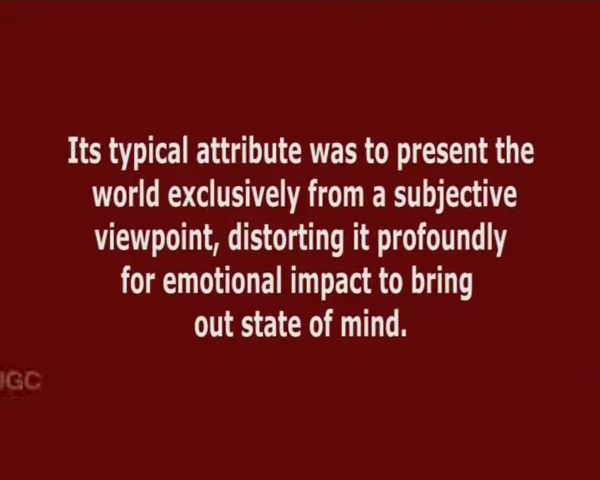 Its typical attribute was to present the
world exclusively from a subjective
viewpoint, distorting it profoundly
for emotional impact to bring
out state of mind.